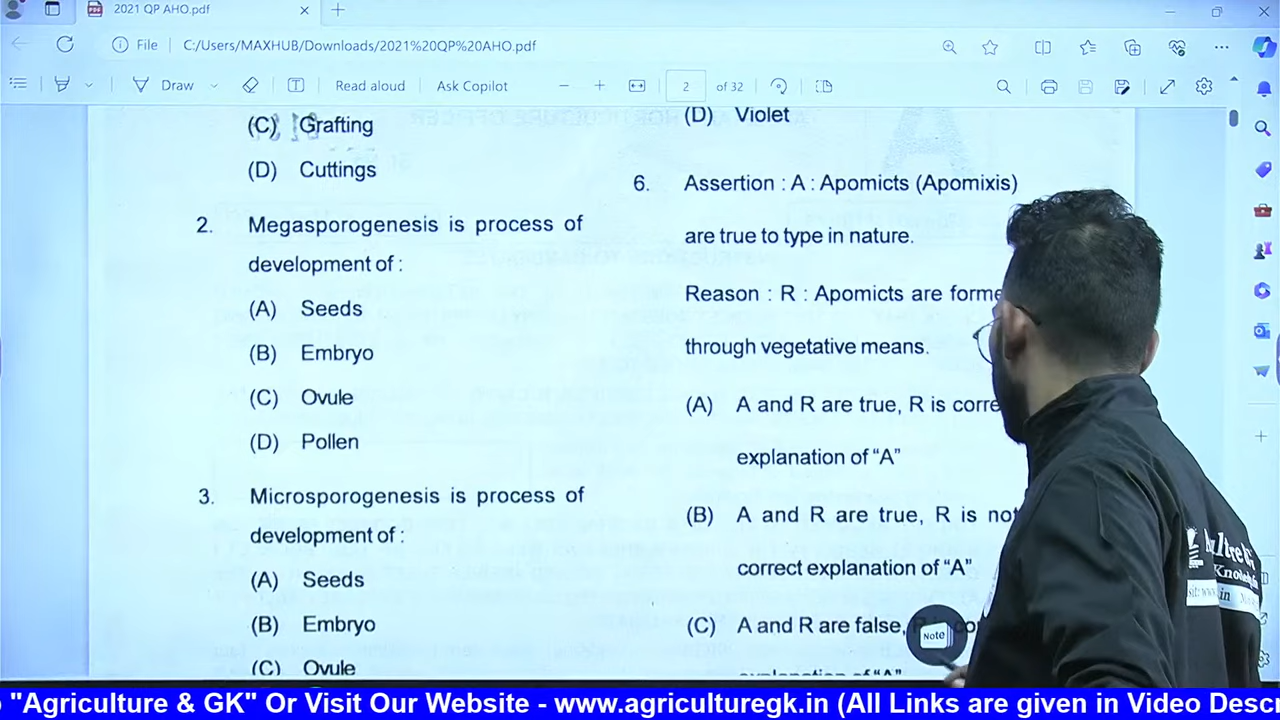 2021 QP AHO.pdf
File C:/Users/MAXHUB/Downloads/2021%20QP%20AHO.pdf
Draw Read aloud Ask Copilot 2 of 32
(C) Grafting
(D) Cuttings
2. Megasporogenesis is process of
development of :
(A) Seeds
(B) Embryo
(C) Ovule
(D) Pollen
3. Microsporogenesis is process of
development of :
(A) Seeds
(B) Embryo
(C) Ovule
(D) Violet
6. Assertion : A : Apomicts (Apomixis)
are true to type in nature.
Reason : R : Apomicts are forme
through vegetative means.
(A) A and R are true, R is corre
explanation of “A”
(B) A and R are true, R is not
correct explanation of “A”
(C) A and R are false,
explanation of “A”
Note
"Agriculture & GK" Or Visit Our Website - www.agriculturegk.in (All Links are given in Video Desc